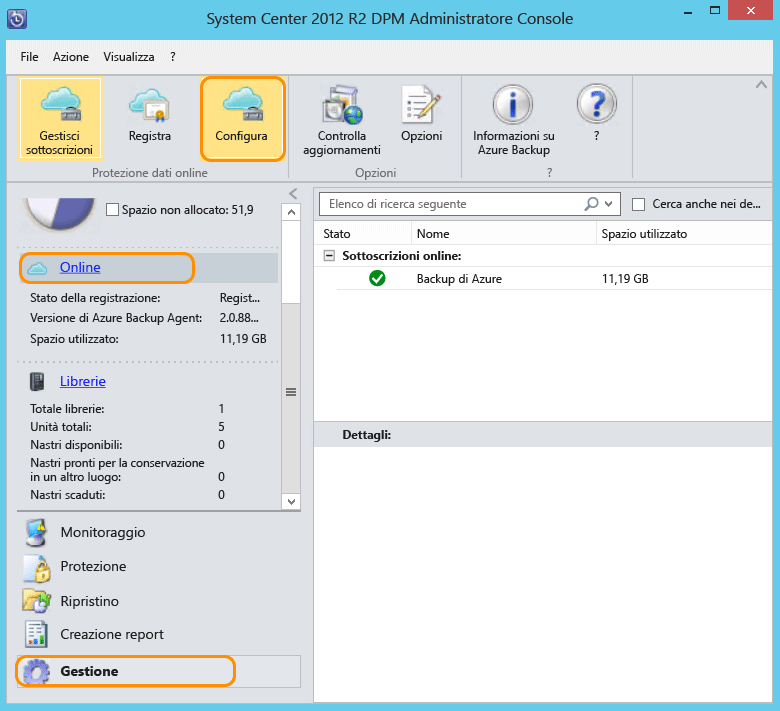 System Center 2012 R2 DPM Administratore Console
File Azione Visualizza ?
Gestisci
sottoscrizioni
Registra
Configura
Controlla
aggiornamenti
Opzioni
Informazioni su
Azure Backup
?
Protezione dati online
Opzioni
?
Spazio non allocato: 51,9
Online
Stato della registrazione: Regist...
Versione di Azure Backup Agent: 2.0.88...
Spazio utilizzato: 11,19 GB
Librerie
Totale librerie: 1
Unità totali: 5
Nastri disponibili: 0
Nastri pronti per la conservazione
in un altro luogo: 0
Nastri scaduti: 0
Monitoraggio
Protezione
Ripristino
Creazione report
Gestione
Elenco di ricerca seguente
Cerca anche nei de...
Stato Nome Spazio utilizzato
Sottoscrizioni online:
Backup di Azure 11,19 GB
Dettagli: